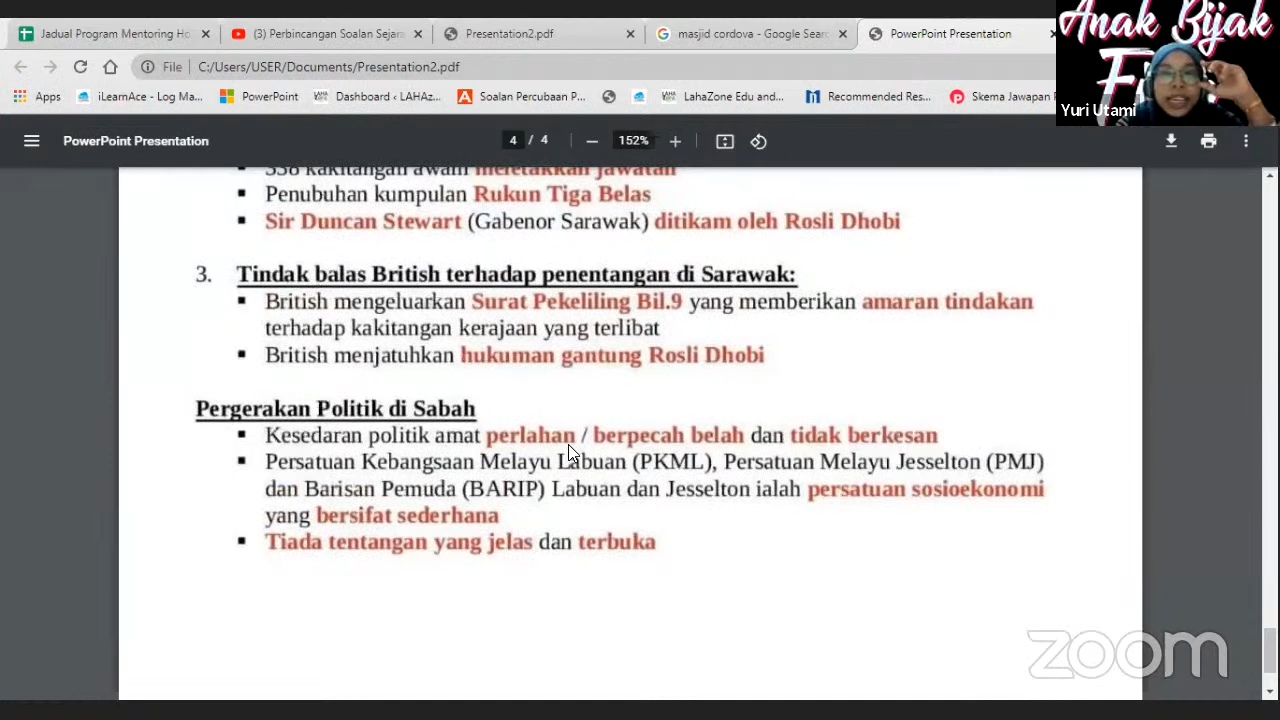 Jadual Program Mentoring Ho
(3) Perbincangan Soalan Sejara
Presentation2.pdf
masjid cordova - Google Searc
PowerPoint Presentation
Anak Bijak
File
C:/Users/USER/Documents/Presentation2.pdf
Yuri Utami
Apps
iLearnAce - Log Ma...
PowerPoint
Dashboard ‹ LAHAz...
Soalan Percubaan P...
LahaZone Edu and...
Recommended Res...
Skema Jawapan
PowerPoint Presentation
4 / 4
152%
338 kakitangan awam meletakkan jawatan
Penubuhan kumpulan Rukun Tiga Belas
Sir Duncan Stewart (Gabenor Sarawak) ditikam oleh Rosli Dhobi
3. Tindak balas British terhadap penentangan di Sarawak:
British mengeluarkan Surat Pekeliling Bil.9 yang memberikan amaran tindakan
terhadap kakitangan kerajaan yang terlibat
British menjatuhkan hukuman gantung Rosli Dhobi
Pergerakan Politik di Sabah
Kesedaran politik amat perlahan / berpecah belah dan tidak berkesan
Persatuan Kebangsaan Melayu Labuan (PKML), Persatuan Melayu Jesselton (PMJ)
dan Barisan Pemuda (BARIP) Labuan dan Jesselton ialah persatuan sosioekonomi
yang bersifat sederhana
Tiada tentangan yang jelas dan terbuka
zoom